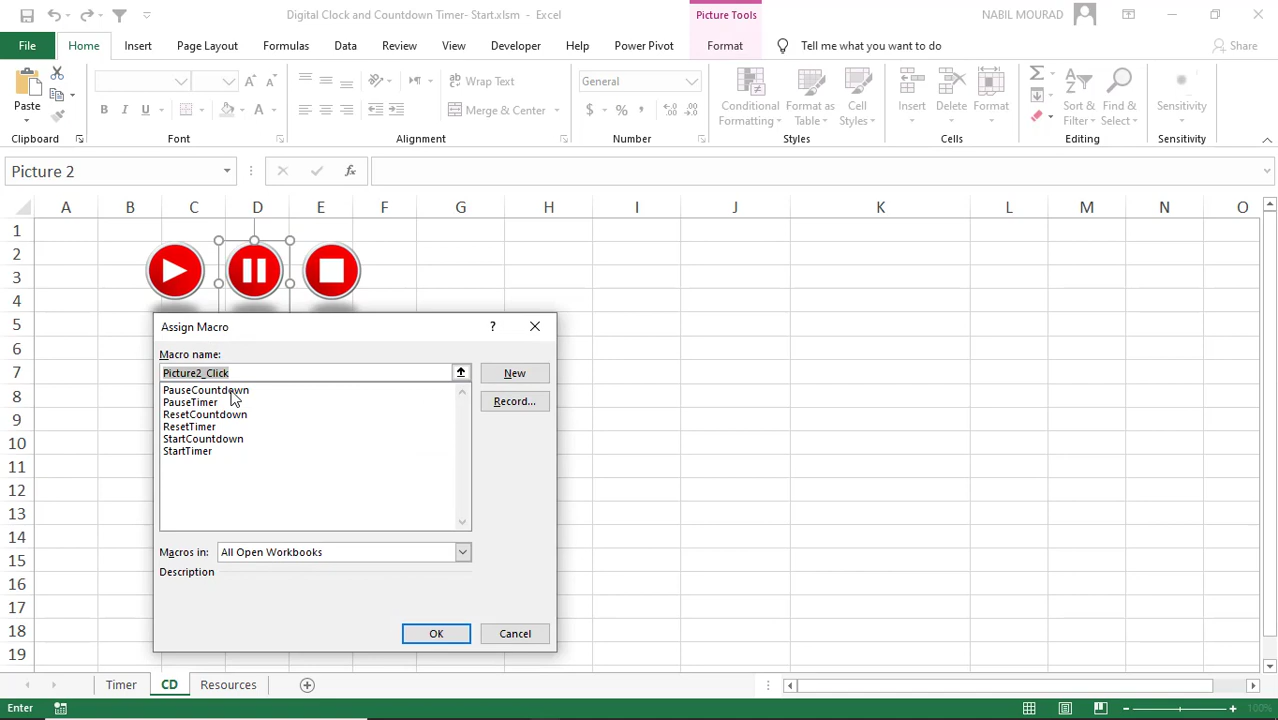 Digital Clock and Countdown Timer- Start.xlsm - Excel
Picture Tools
NABIL MOURAD
File Home Insert Page Layout Formulas Data Review View Developer Help Power Pivot Format Tell me what you want to do Share
Paste
B I U
A A
Wrap Text
Merge & Center
General
$ % ,
Conditional Formatting
Format as Table
Cell Styles
Insert
Delete
Format
Sort & Filter
Find & Select
Sensitivity
Clipboard Font Alignment Number Styles Cells Editing Sensitivity
Picture 2
fx
A B C D E F G H I J K L M N O
1
2
3
4
5
6
7
8
9
10
11
12
13
14
15
16
17
18
19
Assign Macro
?
Macro name:
Picture2_Click
New
PauseCountdown
Record...
PauseTimer
ResetCountdown
ResetTimer
StartCountdown
StartTimer
Macros in:
All Open Workbooks
Description
OK
Cancel
Timer CD Resources
Enter
100%